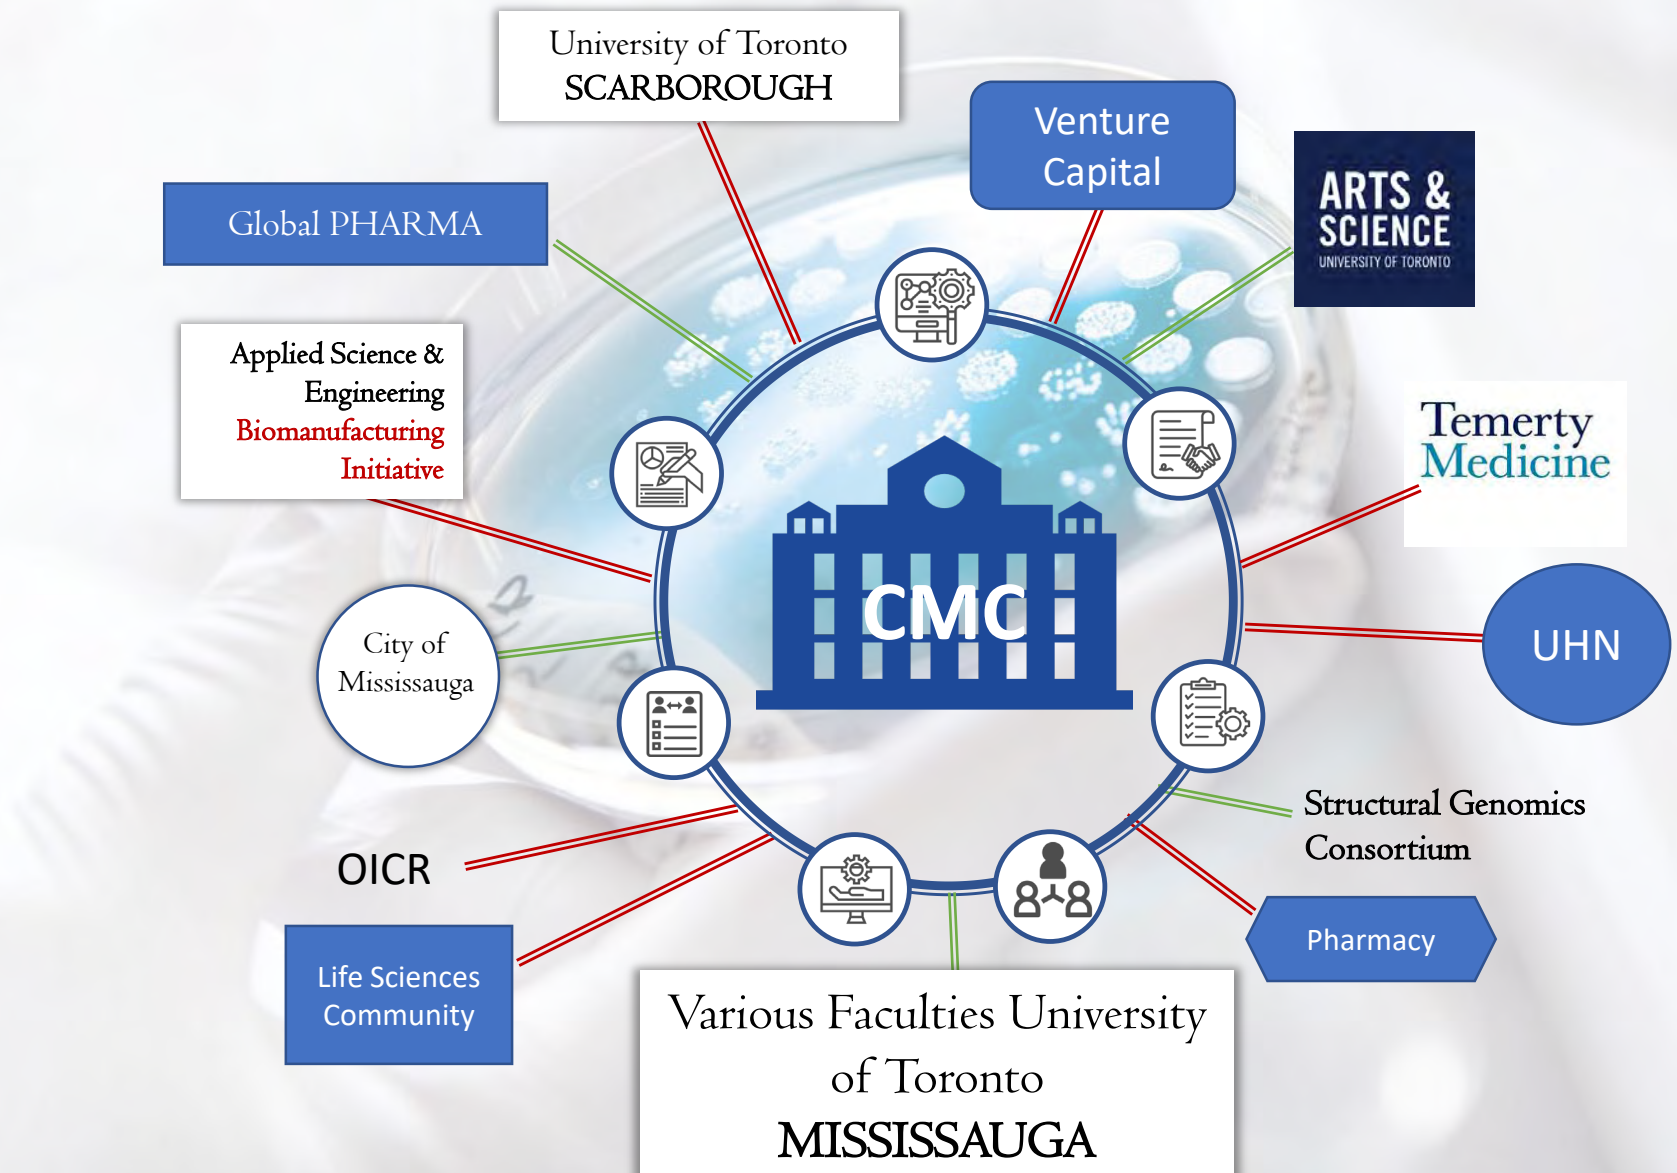 University of Toronto
SCARBOROUGH
Venture
Capital
ARTS &
SCIENCE
UNIVERSITY OF TORONTO
Global PHARMA
Applied Science &
Engineering
Biomanufacturing
Initiative
Temerty
Medicine
CMC
City of
Mississauga
UHN
Structural Genomics
Consortium
OICR
Pharmacy
Life Sciences
Community
Various Faculties University
of Toronto
MISSISSAUGA